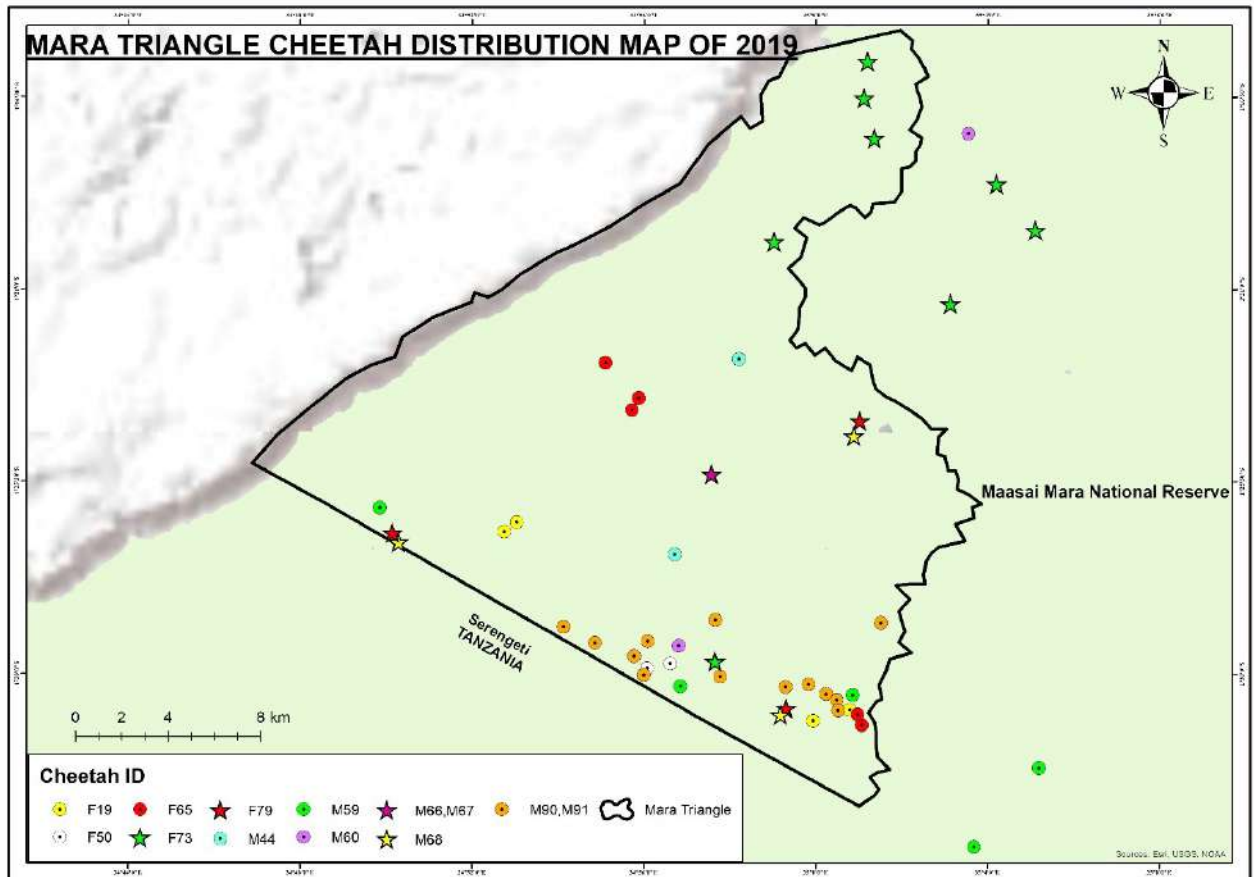 MARA TRIANGLE CHEETAH DISTRIBUTION MAP OF 2019
N
W E
S
Maasai Mara National Reserve
Serengeti
TANZANIA
0 2 4 8 km
Cheetah ID
F19 F65 F79 M59 M66,M67 M90,M91 Mara Triangle
F50 F73 M44 M60 M68
Sources: Esri, USGS, NOAA